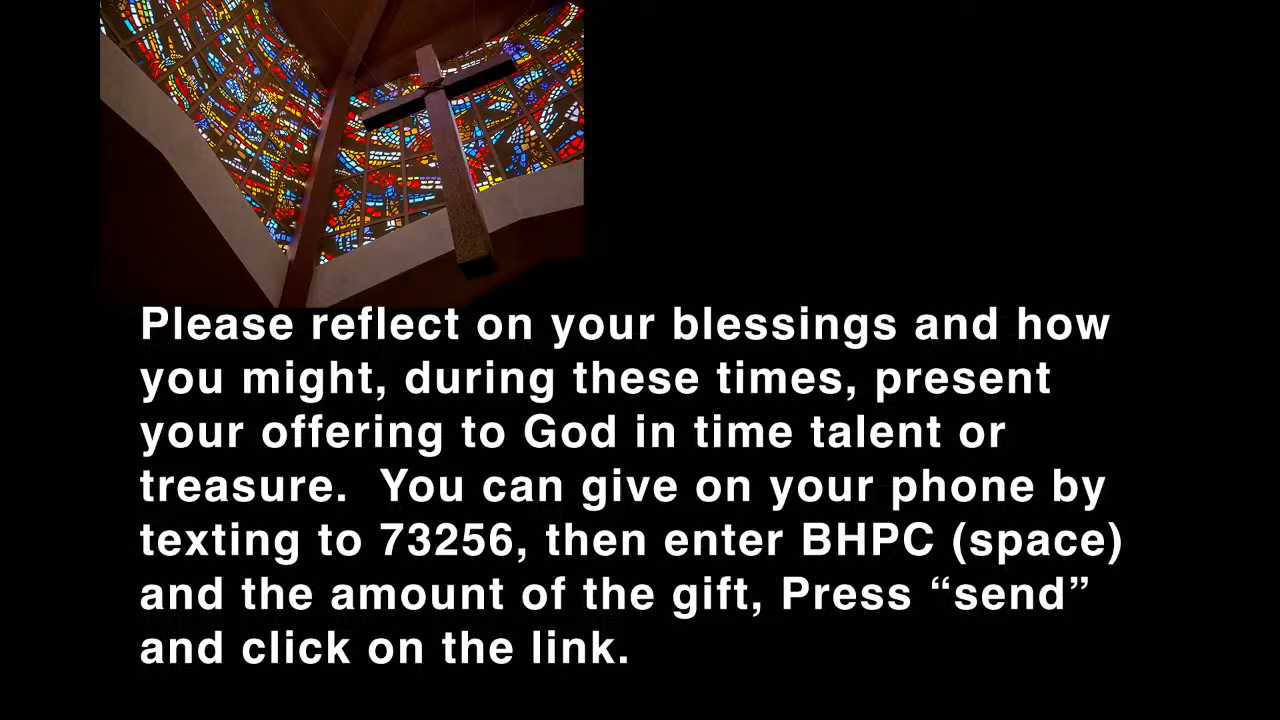 Please reflect on your blessings and how
you might, during these times, present
your offering to God in time talent or
treasure.  You can give on your phone by
texting to 73256, then enter BHPC (space)
and the amount of the gift, Press “send”
and click on the link.